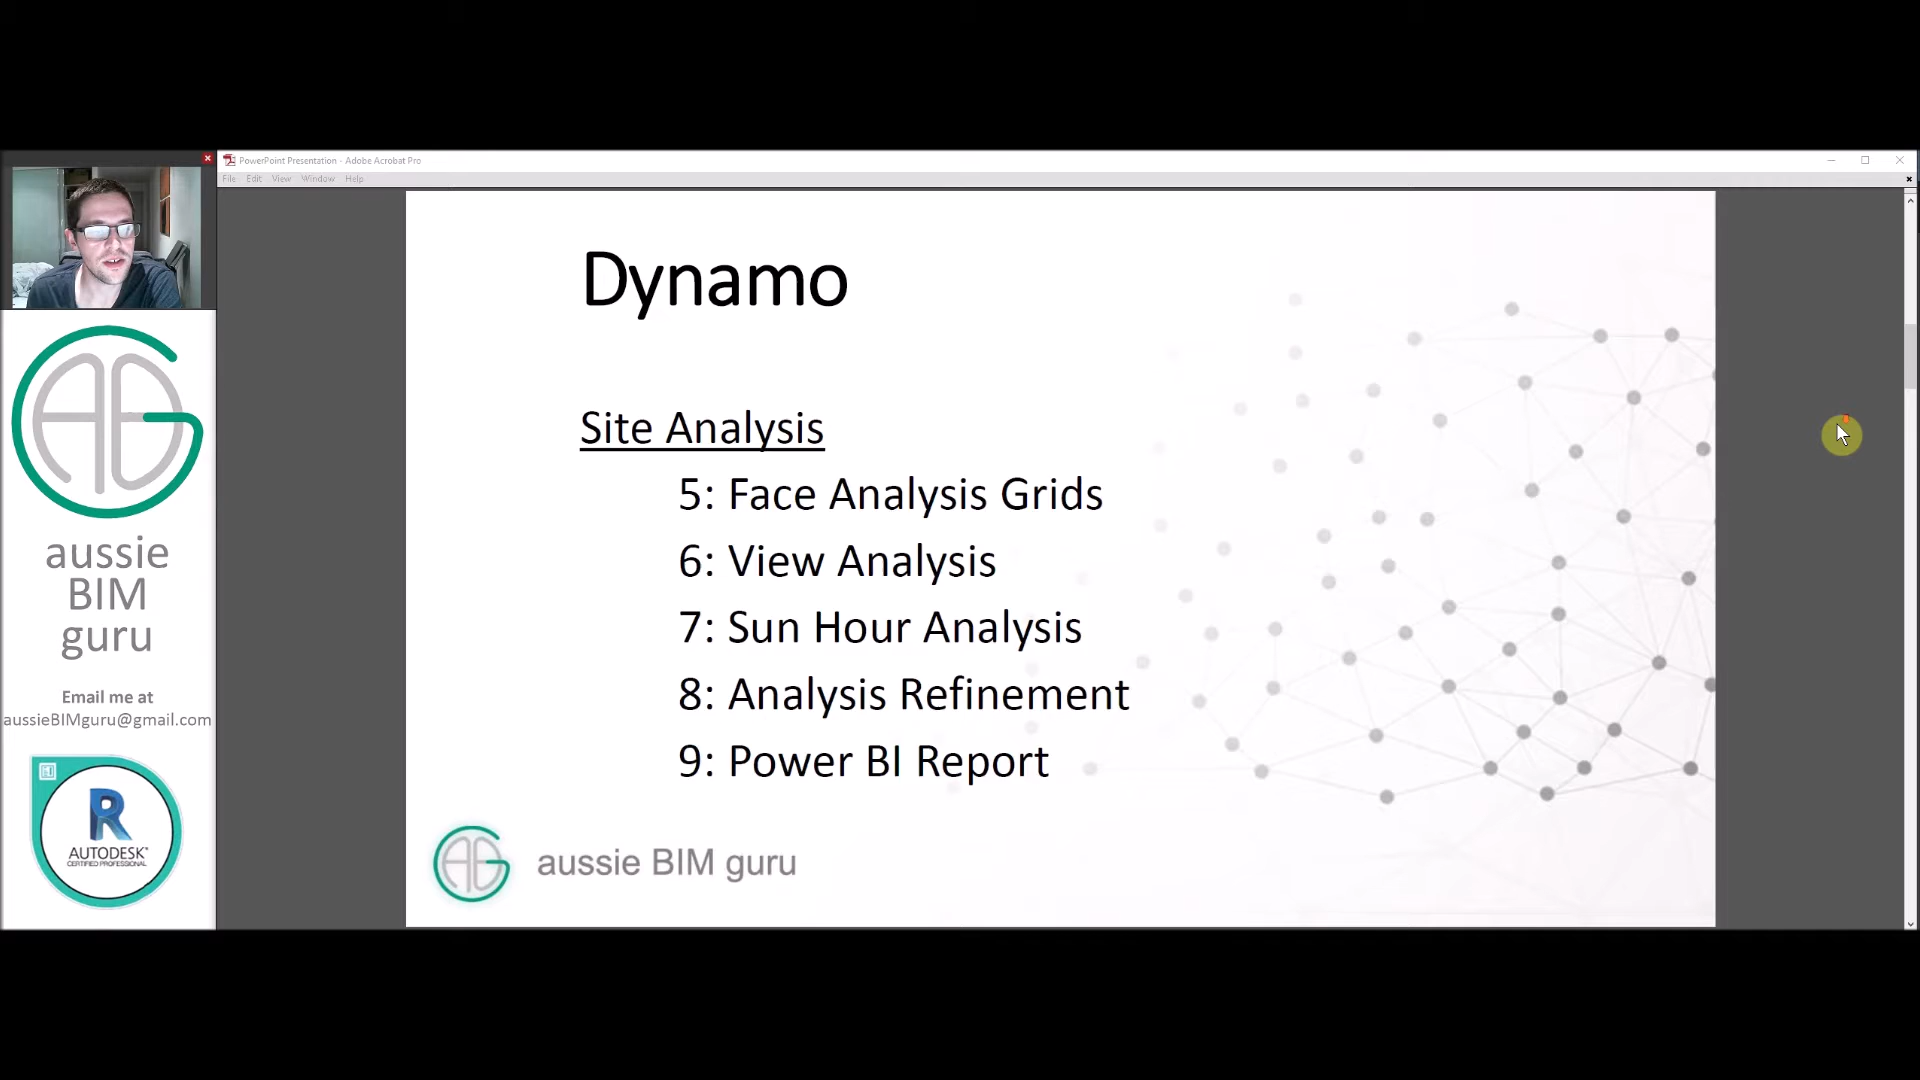 PowerPoint Presentation - Adobe Acrobat Pro
File Edit View Window Help
Dynamo
Site Analysis
5: Face Analysis Grids
6: View Analysis
7: Sun Hour Analysis
8: Analysis Refinement
9: Power BI Report
aussie BIM guru
aussie
BIM
guru
Email me at
aussieBIMguru@gmail.com
R
AUTODESK
CERTIFIED PROFESSIONAL